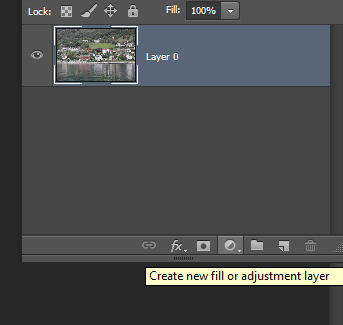 Lock: Fill: 100%
Layer 0
fx
Create new fill or adjustment layer